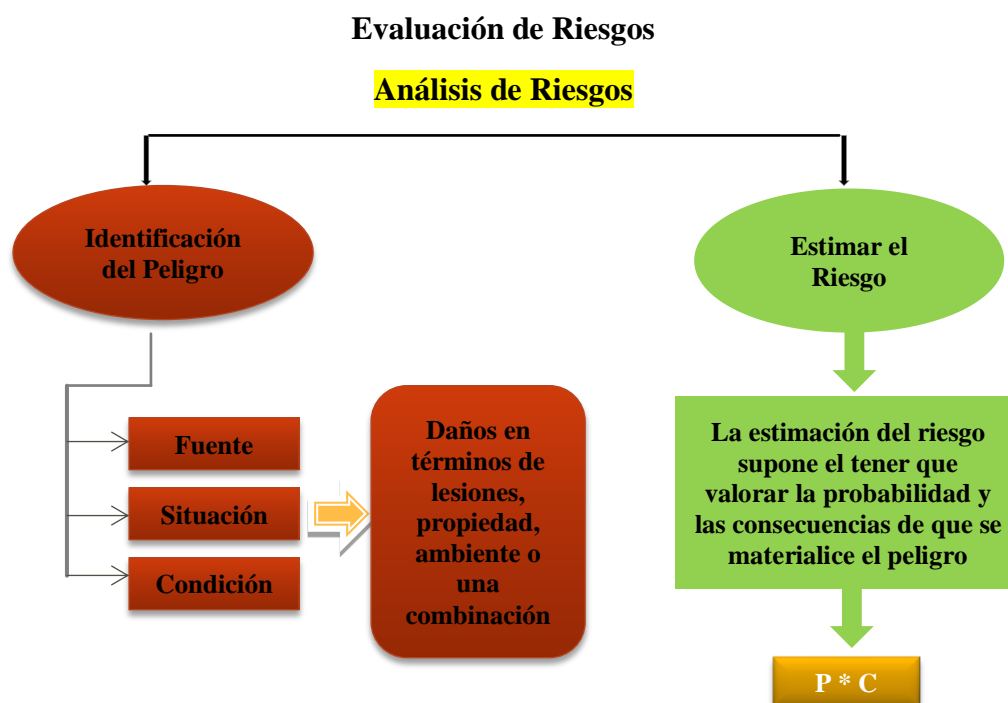 Evaluación de Riesgos
Análisis de Riesgos
Identificación
del Peligro
Fuente
Situación
Condición
Daños en
términos de
lesiones,
propiedad,
ambiente o
una
combinación
Estimar el
Riesgo
La estimación del riesgo
supone el tener que
valorar la probabilidad y
las consecuencias de que se
materialice el peligro
P * C